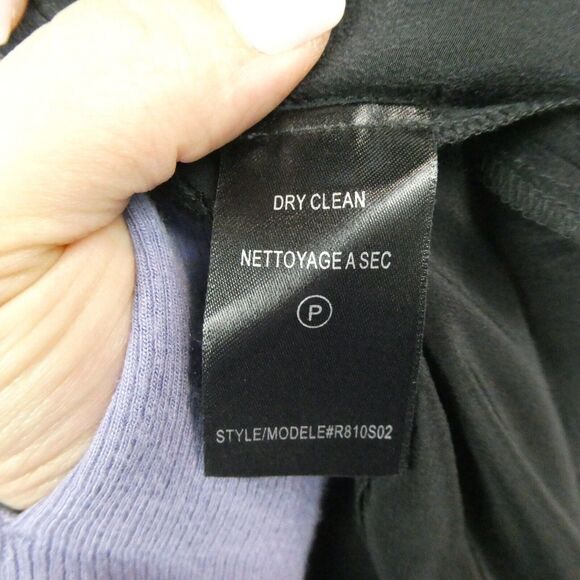 DRY CLEAN
NETTOYAGE A SEC
P
STYLE/MODELE#R810S02